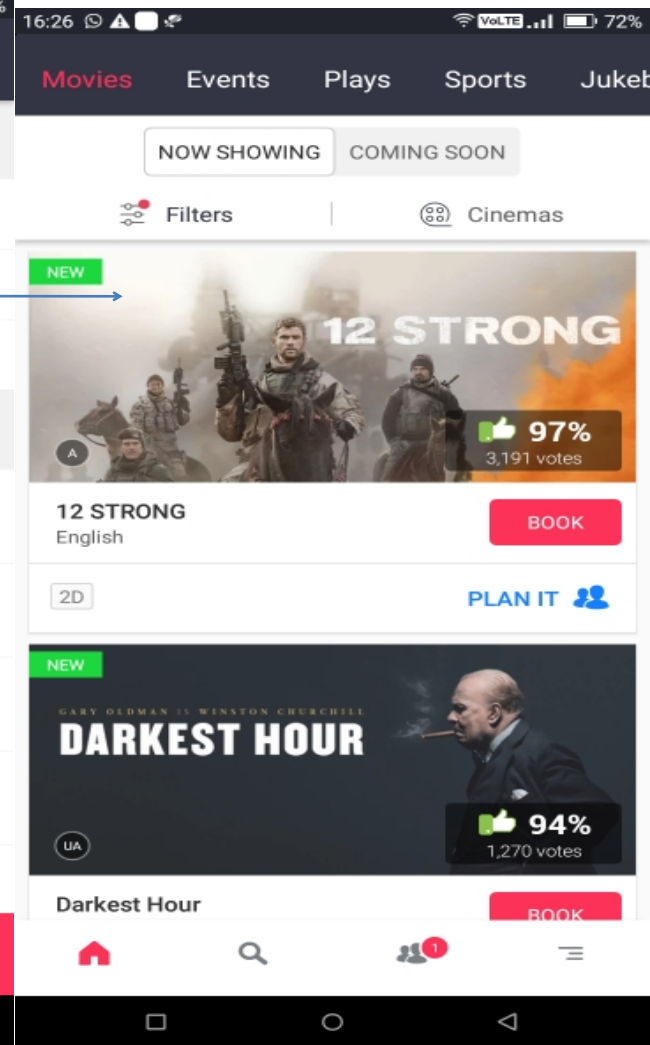 %
16:26 VoLTE 72%
Movies Events Plays Sports Jukeb
NOW SHOWING COMING SOON
Filters Cinemas
NEW
12 STRONG
97%
A 3,191 votes
12 STRONG
BOOK
English
2D PLAN IT
NEW
GARY OLDMAN IS WINSTON CHURCHILL
DARKEST HOUR
94%
UA 1,270 votes
Darkest Hour
BOOK
1